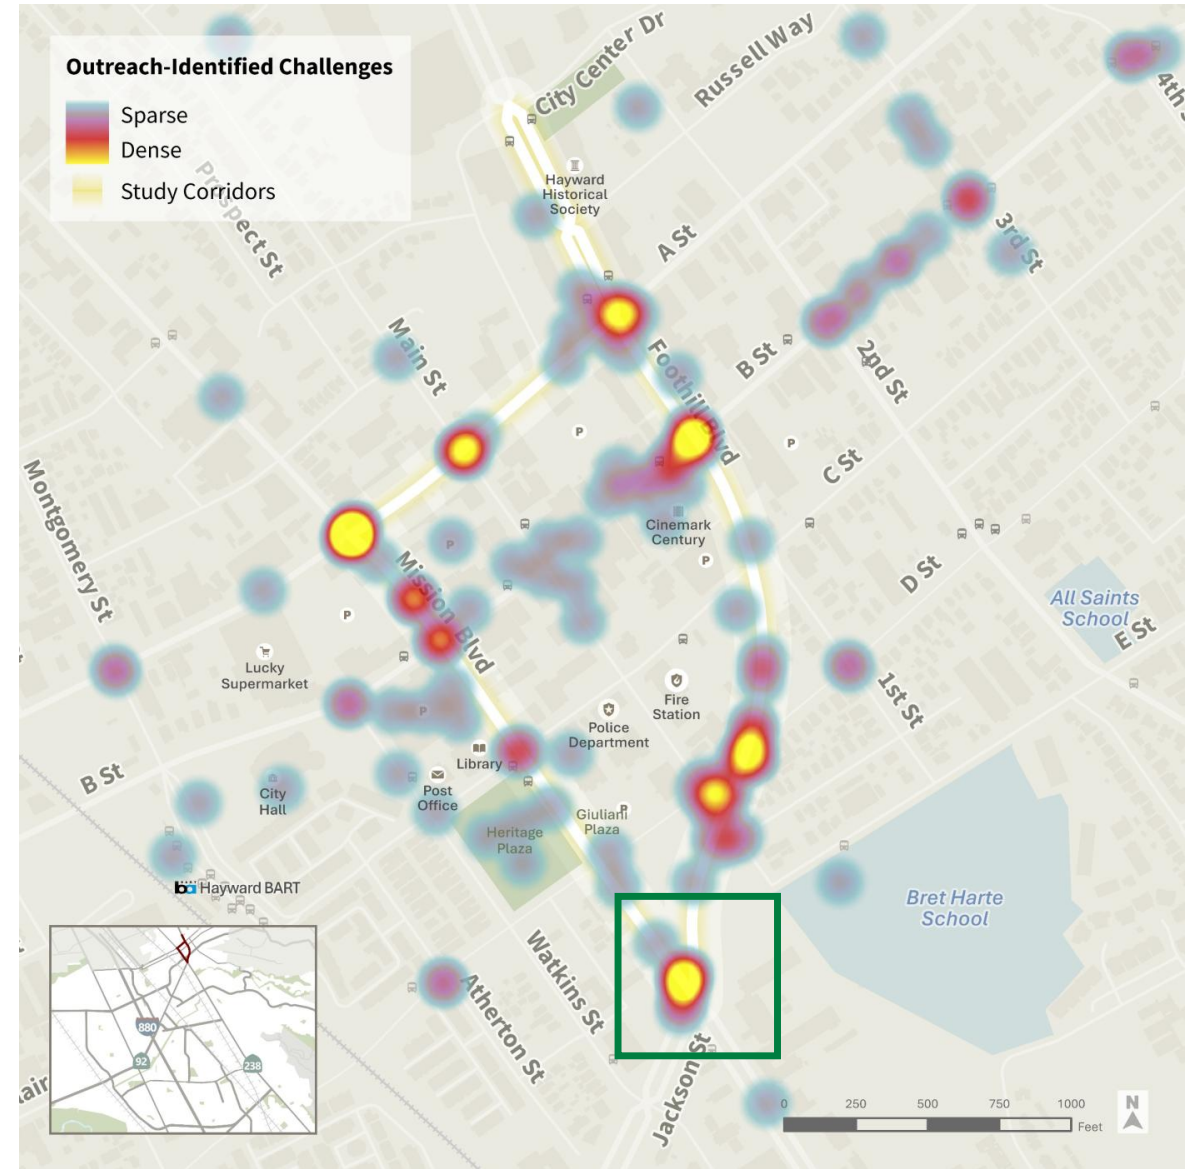 Outreach-Identified Challenges
Sparse
Dense
Study Corridors
City Center Dr
Russell Way
4th S
Prospect St
Hayward
Historical
Society
A St
3rd St
Main St
Foothill Blvd
B St
2nd St
P
P
C St
Montgomery St
Cinemark
Century
P
P
Mission Blvd
D St
All Saints
School
E St
P
Lucky
Supermarket
Fire
Station
1st St
P
Police
Department
Library
B St
Post
Office
City
Hall
Giuliani
Plaza
P
Heritage
Plaza
ba Hayward BART
Bret Harte
School
Watkins St
Atherton St
Jackson St
880
92
238
air
0 250 500 750 1000
Feet
N